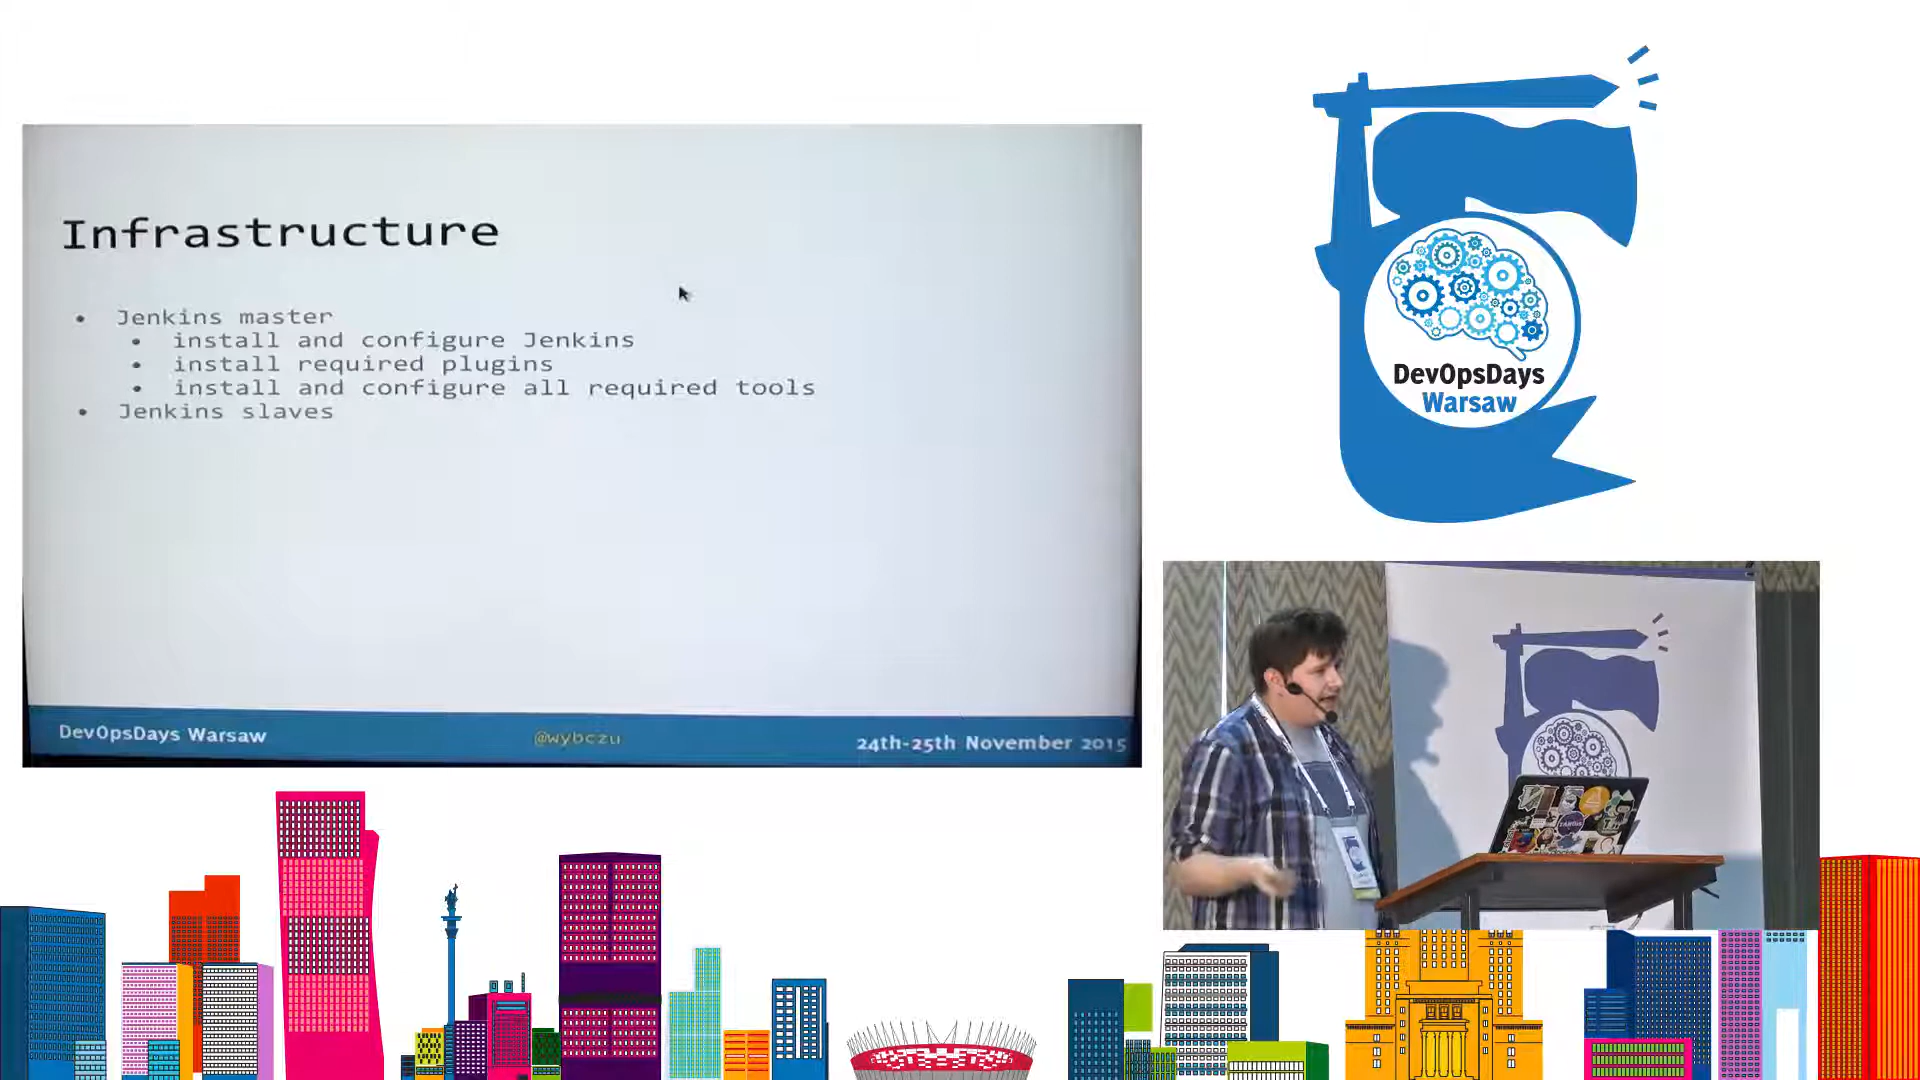 Infrastructure
• Jenkins master
• install and configure Jenkins
• install required plugins
• install and configure all required tools
• Jenkins slaves
DevOpsDays Warsaw
@wybczu
24th-25th November 2015
DevOpsDays
Warsaw